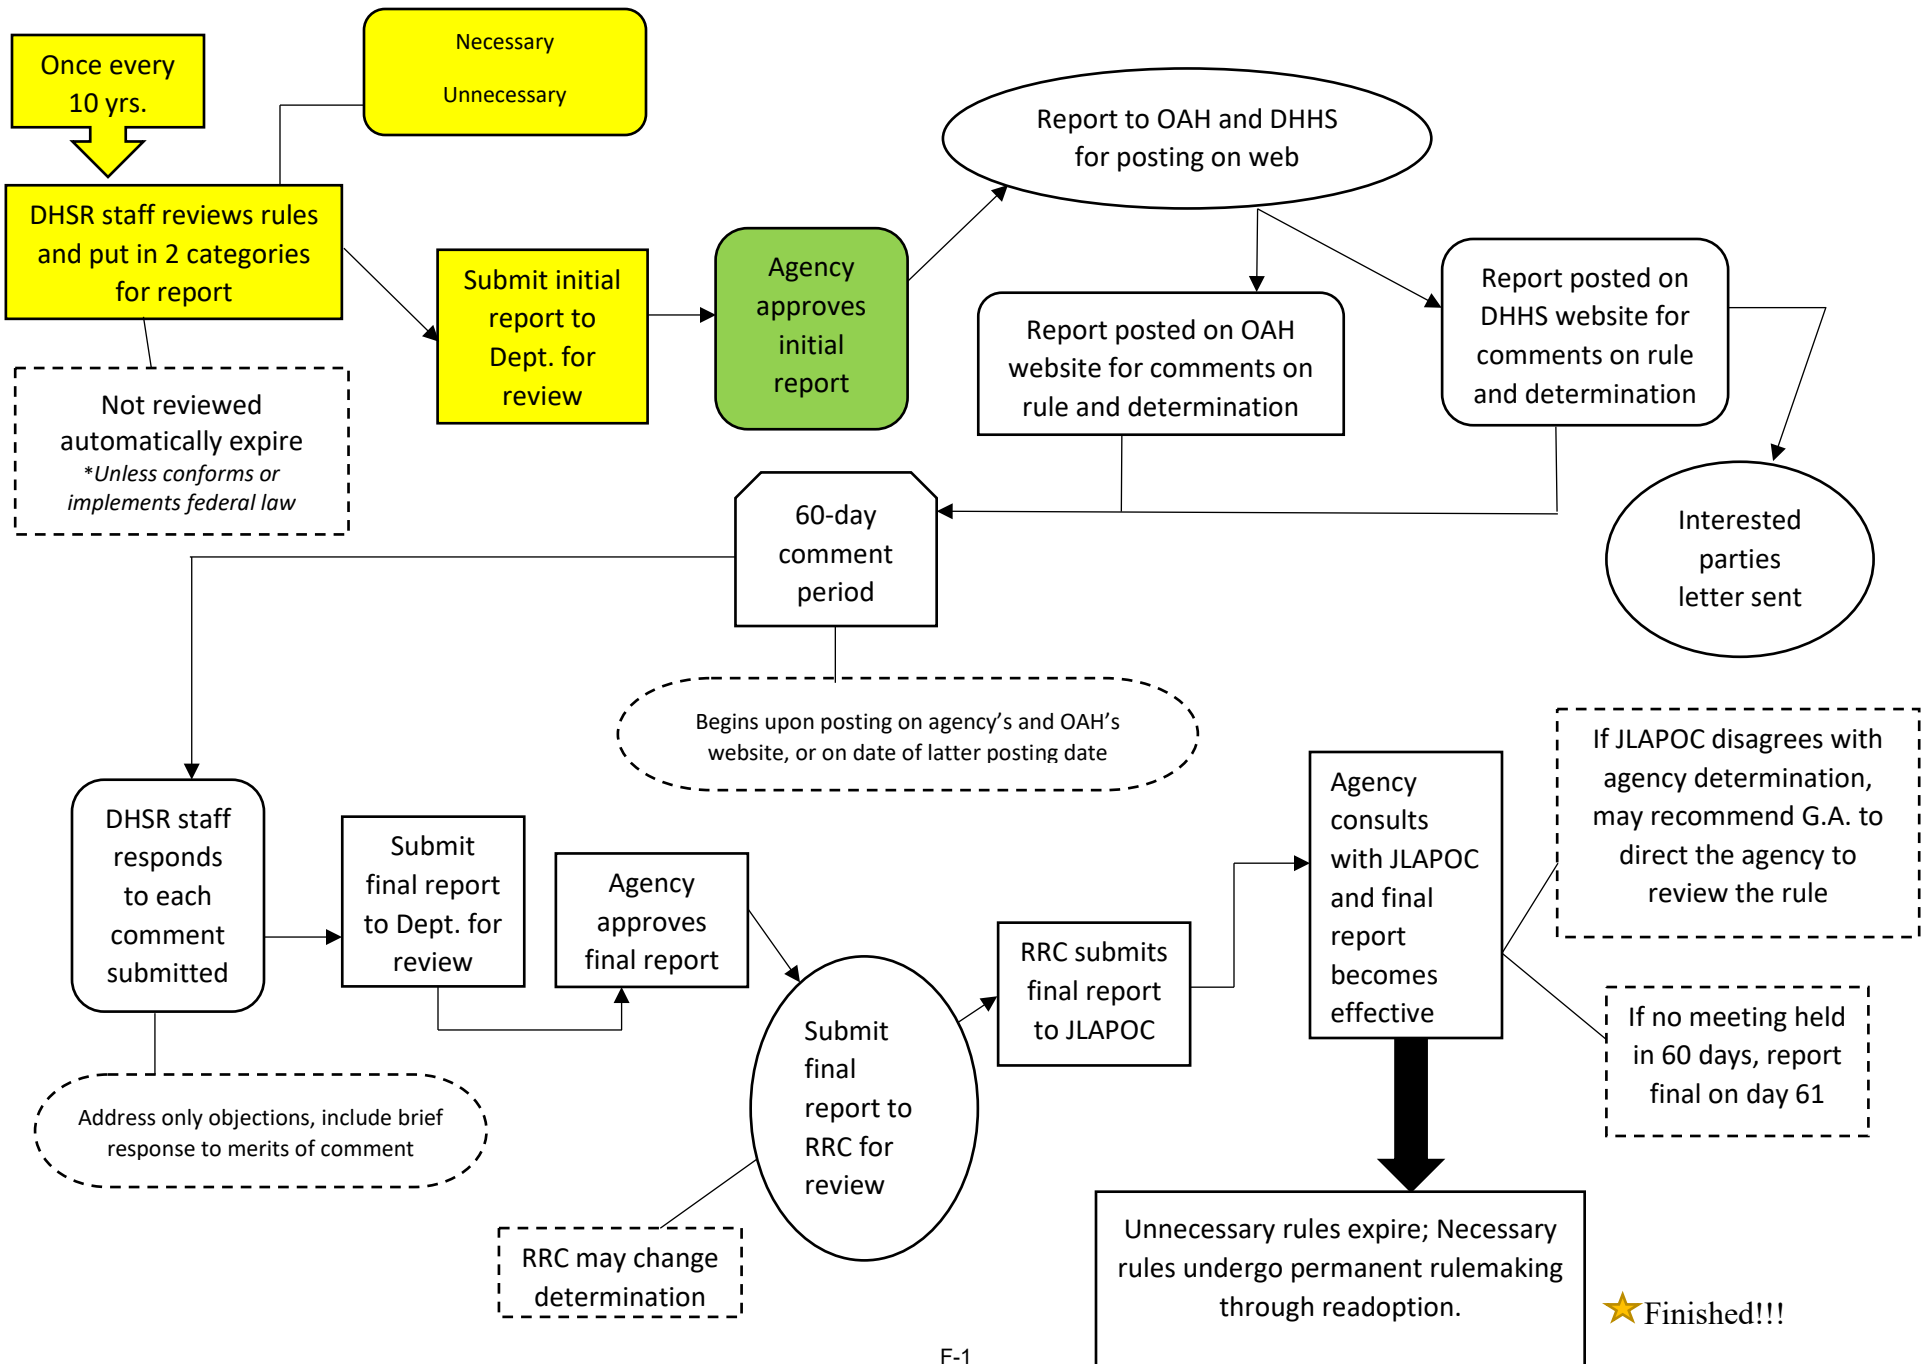 Once every
10 yrs.
Necessary
Unnecessary
DHSR staff reviews rules
and put in 2 categories
for report
Not reviewed
automatically expire
*Unless conforms or
implements federal law
Submit initial
report to
Dept. for
review
Agency
approves
initial
report
Report to OAH and DHHS
for posting on web
Report posted on OAH
website for comments on
rule and determination
Report posted on
DHHS website for
comments on rule
and determination
Interested
parties
letter sent
60-day
comment
period
Begins upon posting on agency’s and OAH’s
website, or on date of latter posting date
DHSR staff
responds
to each
comment
submitted
Address only objections, include brief
response to merits of comment
Submit
final report
to Dept. for
review
Agency
approves
final report
Submit
final
report to
RRC for
review
RRC may change
determination
RRC submits
final report
to JLAPOC
Agency
consults
with JLAPOC
and final
report
becomes
effective
If JLAPOC disagrees with
agency determination,
may recommend G.A. to
direct the agency to
review the rule
If no meeting held
in 60 days, report
final on day 61
Unnecessary rules expire; Necessary
rules undergo permanent rulemaking
through readoption.
Finished!!!
F-1